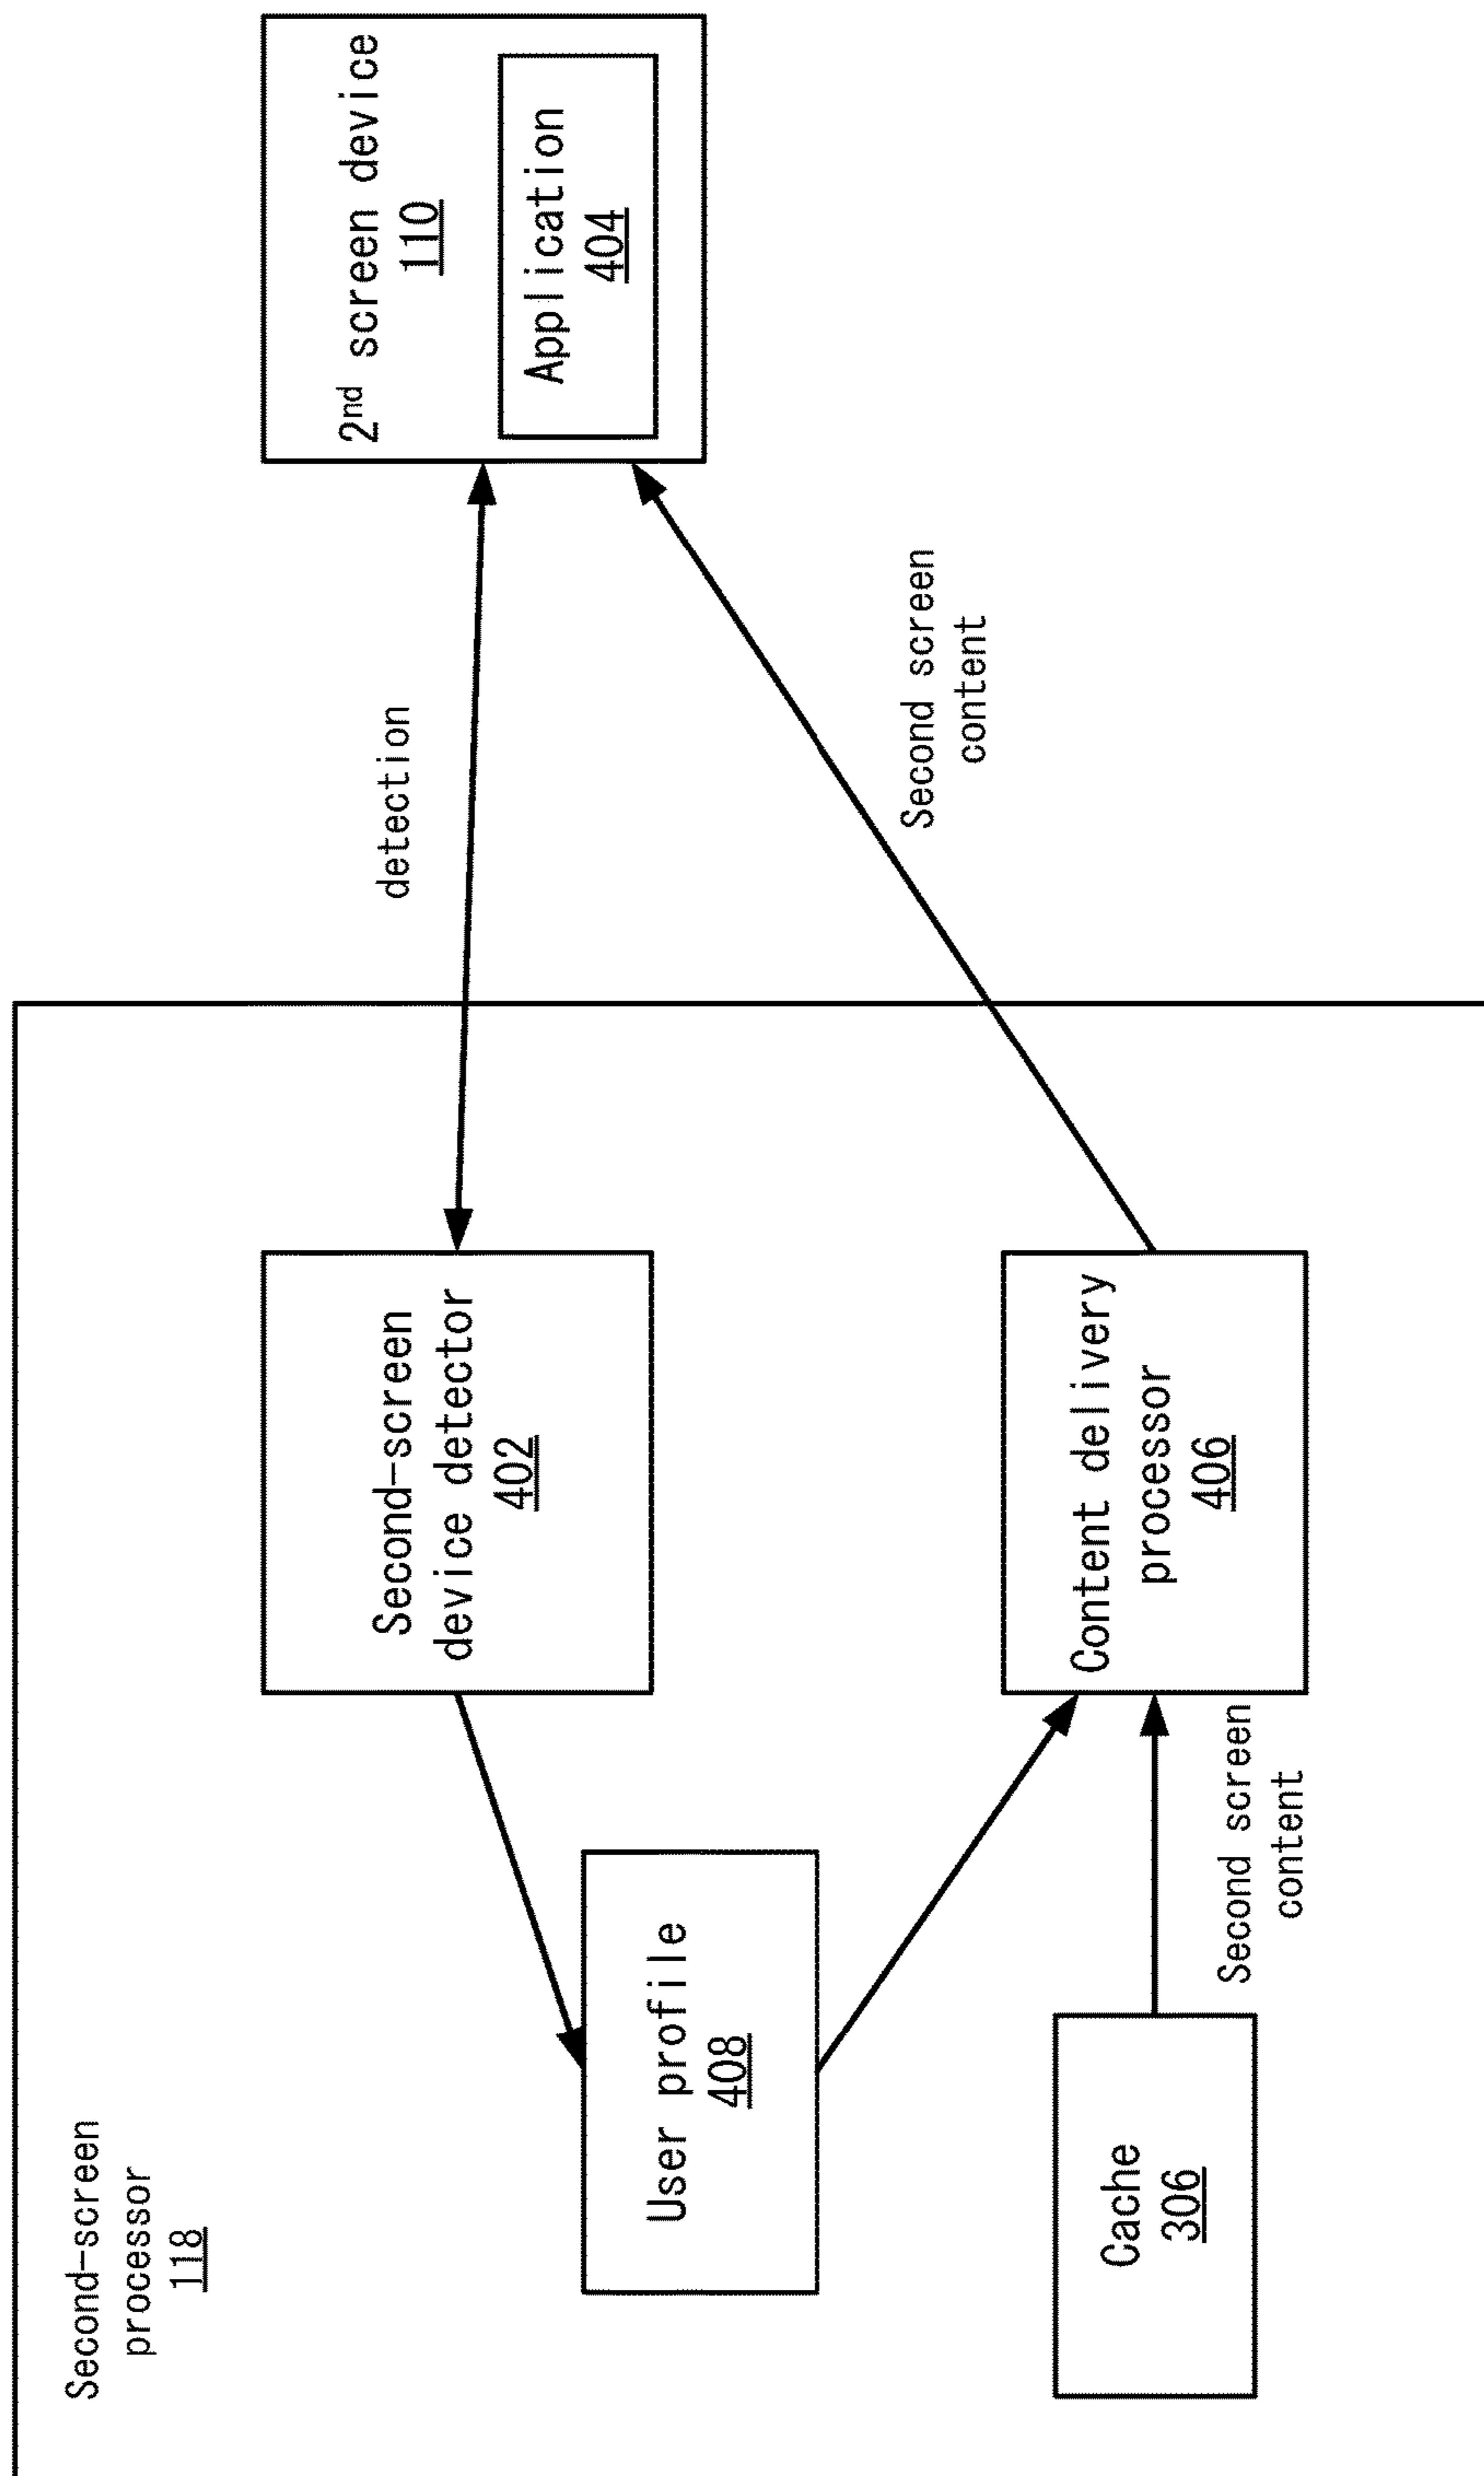 Second-screen
processor
118
User profile
408
Cache
306
Second screen
content
Second-screen
device detector
402
Content delivery
processor
406
detection
Second screen
content
2nd screen device
110
Application
404